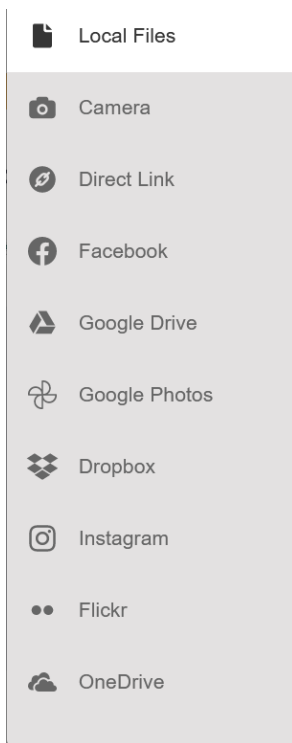 Local Files
Camera
Direct Link
Facebook
Google Drive
Google Photos
Dropbox
Instagram
Flickr
OneDrive